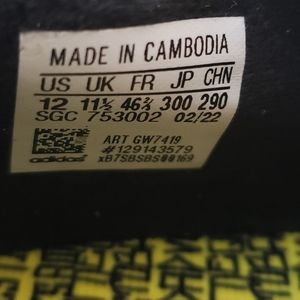 MADE IN CAMBODIA
US UK FR JP CHN
12 11½ 46⅔ 300 290
SGC 753002 02/22
ART GW7419
#129143579
adidas xB7SBSBS00169